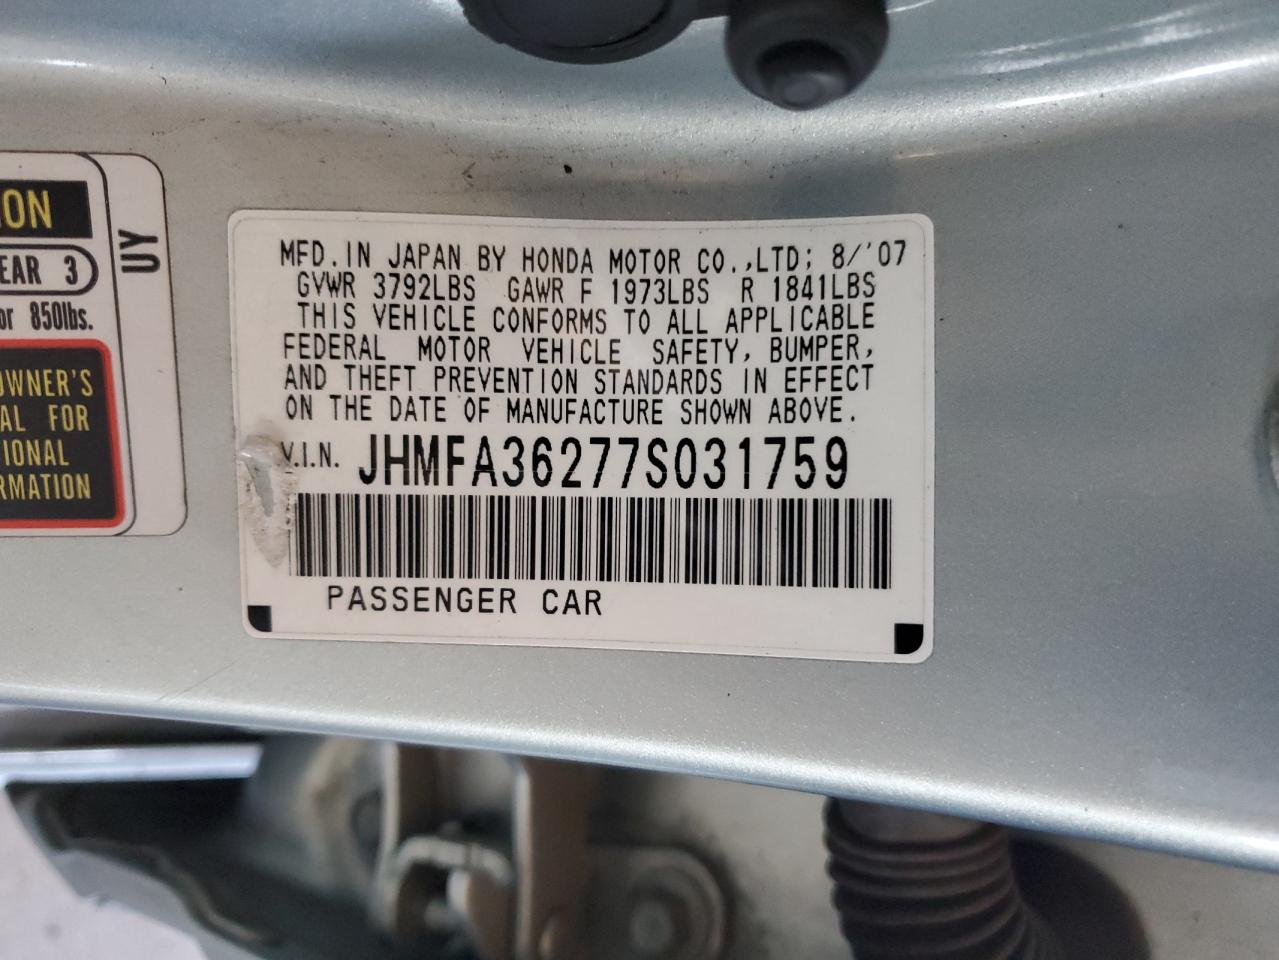 ION
EAR 3
or 850lbs.
OWNER'S
AL FOR
IONAL
RMATION
UY
MFD. IN JAPAN BY HONDA MOTOR CO.,LTD; 8/'07
GVWR 3792LBS GAWR F 1973LBS R 1841LBS
THIS VEHICLE CONFORMS TO ALL APPLICABLE
FEDERAL MOTOR VEHICLE SAFETY, BUMPER,
AND THEFT PREVENTION STANDARDS IN EFFECT
ON THE DATE OF MANUFACTURE SHOWN ABOVE.
V.I.N. JHMFA36277S031759
PASSENGER CAR